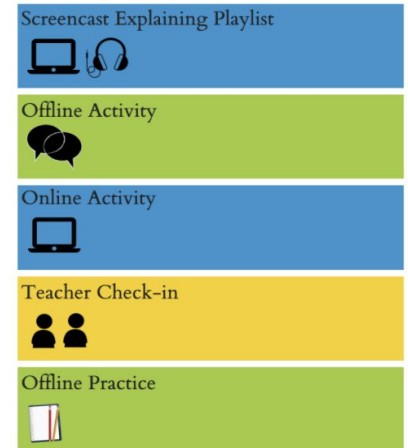 Screencast Explaining Playlist
Offline Activity
Online Activity
Teacher Check-in
Offline Practice